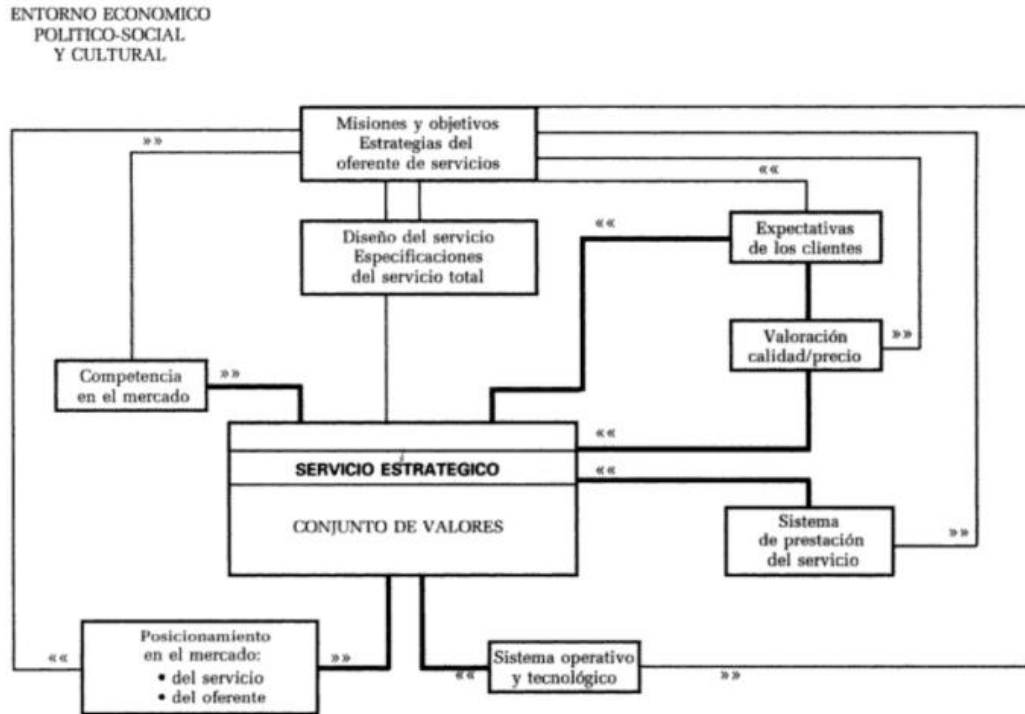 ENTORNO ECONOMICO
POLITICO-SOCIAL
Y CULTURAL
Misiones y objetivos
Estrategias del
oferente de servicios
»»
««
Diseño del servicio
Especificaciones
del servicio total
««
Expectativas
de los clientes
Valoración
calidad/precio
»»
Competencia
en el mercado
»»
««
SERVICIO ESTRATEGICO
««
CONJUNTO DE VALORES
Sistema
de prestación
del servicio
»»
««
Posicionamiento
en el mercado:
• del servicio
• del oferente
»»
««
Sistema operativo
y tecnológico
»»